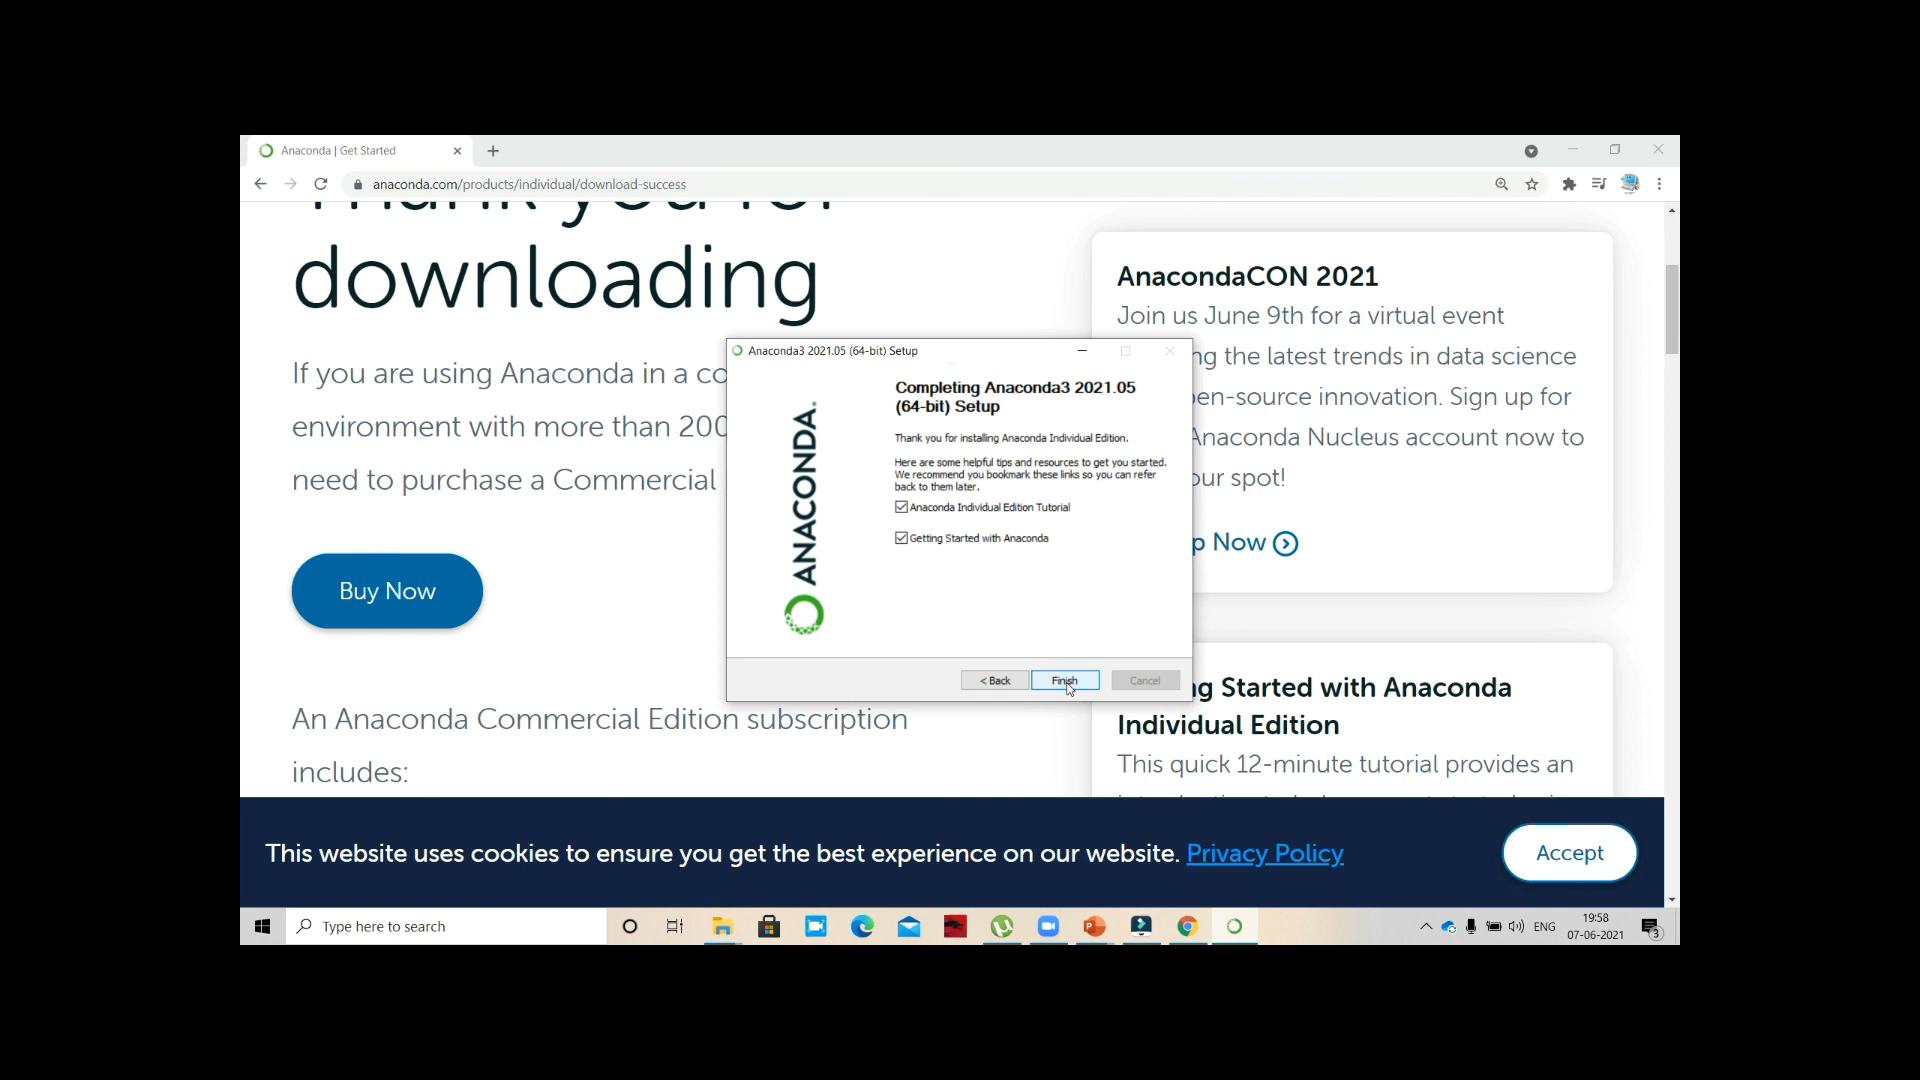 Anaconda | Get Started
anaconda.com/products/individual/download-success
Thank you for
downloading
If you are using Anaconda in a
environment with more than 200
need to purchase a Commercial
Buy Now
An Anaconda Commercial Edition subscription
includes:
AnacondaCON 2021
Join us June 9th for a virtual event
the latest trends in data science
en-source innovation. Sign up for
Anaconda Nucleus account now to
spot!
Now
Started with Anaconda
Individual Edition
This quick 12-minute tutorial provides an
Anaconda3 2021.05 (64-bit) Setup
Completing Anaconda3 2021.05
(64-bit) Setup
Thank you for installing Anaconda Individual Edition.
Here are some helpful tips and resources to get you started.
We recommend you bookmark these links so you can refer
back to them later.
Anaconda Individual Edition Tutorial
Getting Started with Anaconda
ANACONDA.
< Back
Finish
Cancel
This website uses cookies to ensure you get the best experience on our website. Privacy Policy
Accept
Type here to search
ENG
19:58
07-06-2021
3